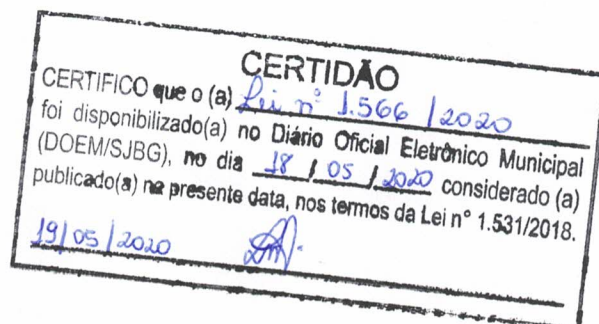 CERTIDÃO
CERTIFICO que o (a) Lei nº 1.566 / 2020
foi disponibilizado(a) no Diário Oficial Eletrônico Municipal
(DOEM/SJBG), no dia 18 / 05 / 2020 considerado (a)
publicado(a) na presente data, nos termos da Lei n° 1.531/2018.
19/05/2020